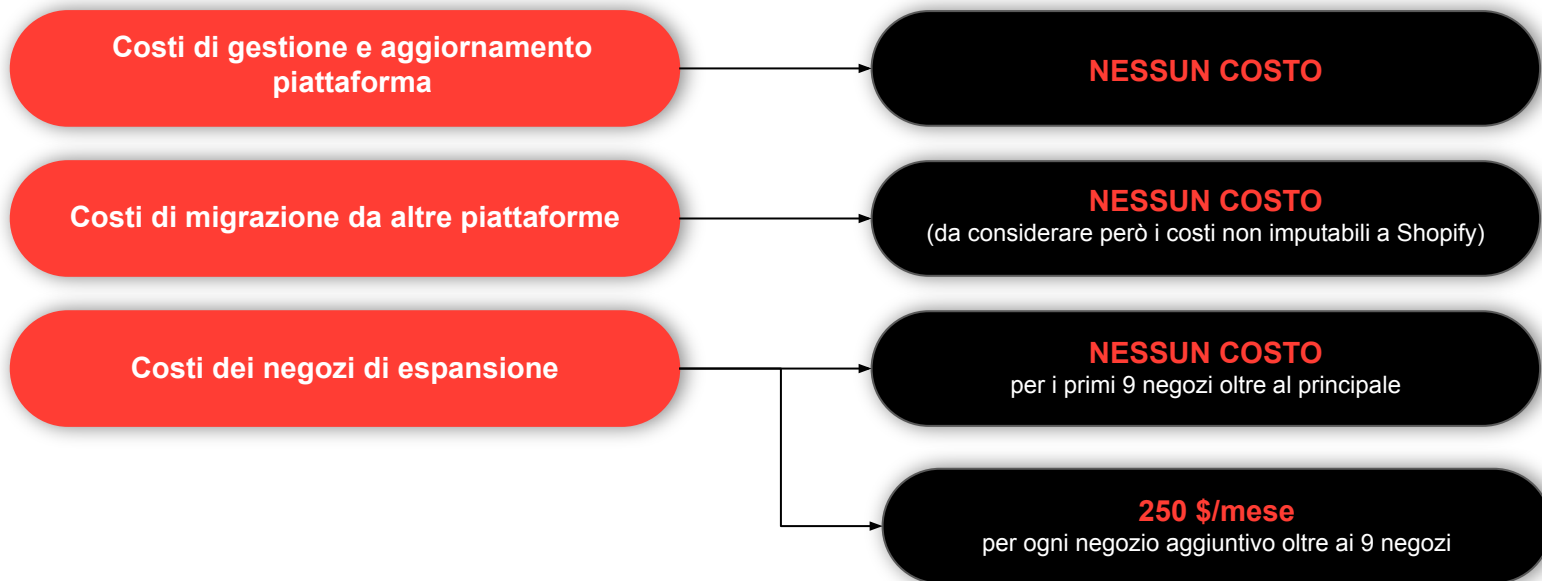 Costi di gestione e aggiornamento
piattaforma
NESSUN COSTO
Costi di migrazione da altre piattaforme
NESSUN COSTO
(da considerare però i costi non imputabili a Shopify)
Costi dei negozi di espansione
NESSUN COSTO
per i primi 9 negozi oltre al principale
250 $/mese
per ogni negozio aggiuntivo oltre ai 9 negozi